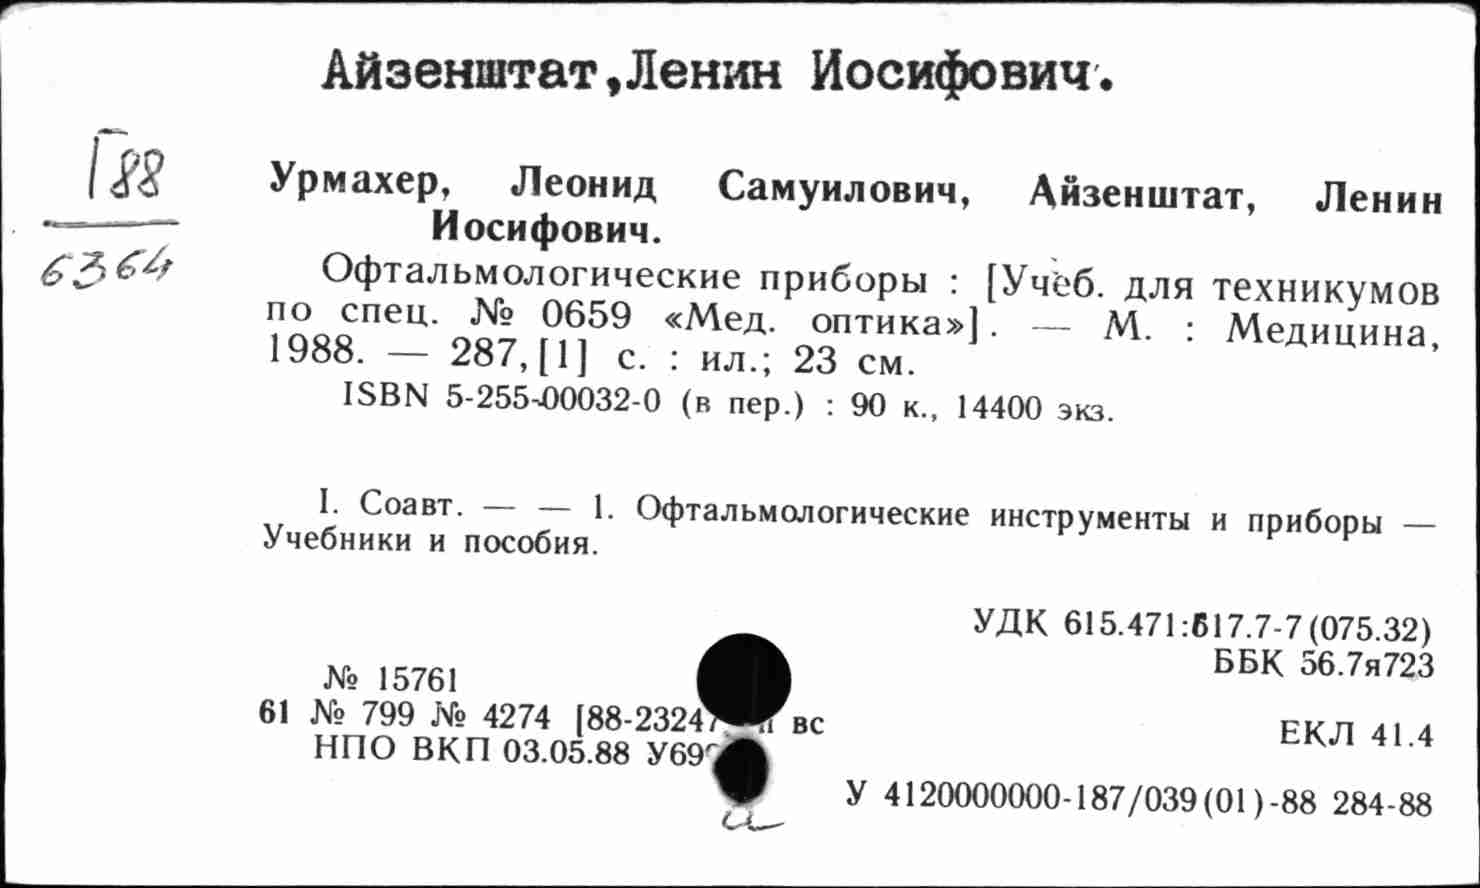 Айзенштат, Ленин Иосифович.
Г88
6364
Урмахер, Леонид Самуилович, Айзенштат, Ленин
Иосифович.
Офтальмологические приборы : [Учеб. для техникумов
по спец. № 0659 «Мед. оптика»]. — М. : Медицина,
1988. — 287, [1] с. : ил.; 23 см.
ISBN 5-255-00032-0 (в пер.) : 90 к., 14400 экз.
I. Соавт. — — 1. Офтальмологические инструменты и приборы —
Учебники и пособия.
УДК 615.471:617.7-7(075.32)
ББК 56.7я723
№ 15761
61 № 799 № 4274 [88-23247 вс
ЕКЛ 41.4
НПО ВКП 03.05.88 У69
У 4120000000-187/039(01)-88 284-88